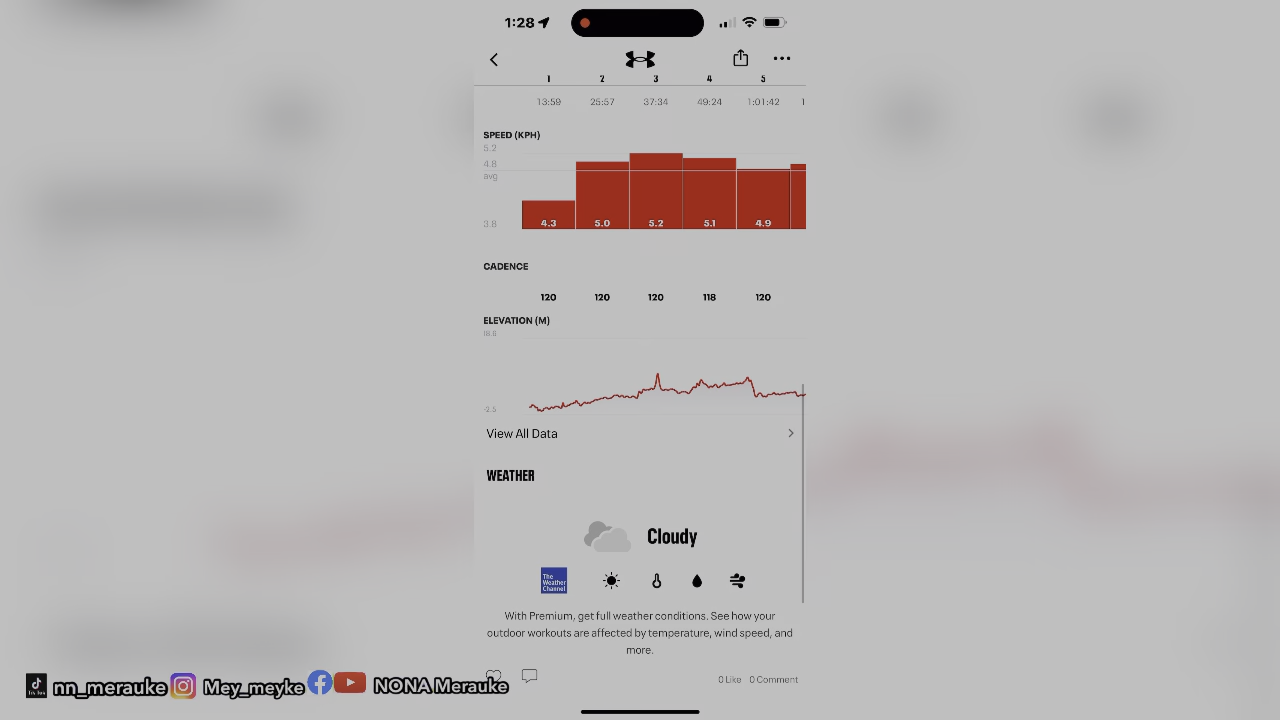 1:28
1 2 3 4 5
13:59 25:57 37:34 49:24 1:01:42 1
SPEED (KPH)
5.2
4.8
avg
3.8
4.3 5.0 5.2 5.1 4.9
CADENCE
120 120 120 118 120
ELEVATION (M)
18.6
-2.5
View All Data
WEATHER
Cloudy
The
Weather
Channel
With Premium, get full weather conditions. See how your
outdoor workouts are affected by temperature, wind speed, and
more.
0 Like 0 Comment
nn_merauke Mey_meyke NONA Merauke